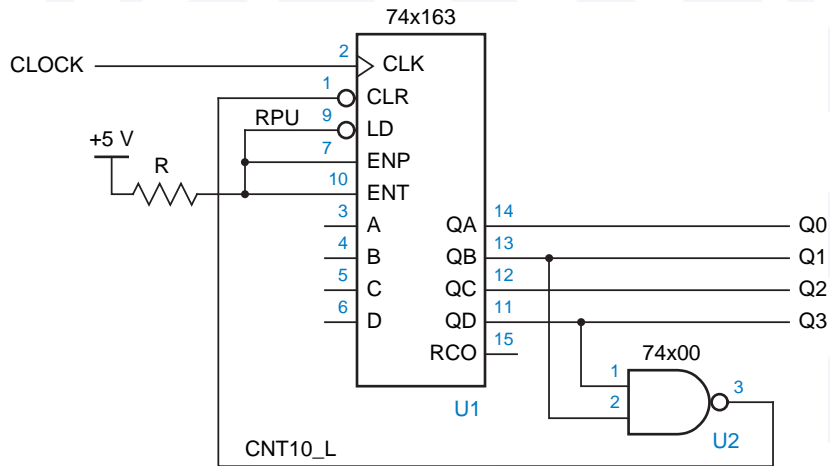 74x163
CLOCK
2
CLK
1
CLR
RPU
9
LD
+5 V
R
7
ENP
10
ENT
3
A
QA
14
Q0
4
B
QB
13
Q1
5
C
QC
12
Q2
6
D
QD
11
Q3
RCO
15
74x00
1
2
3
U1
U2
CNT10_L